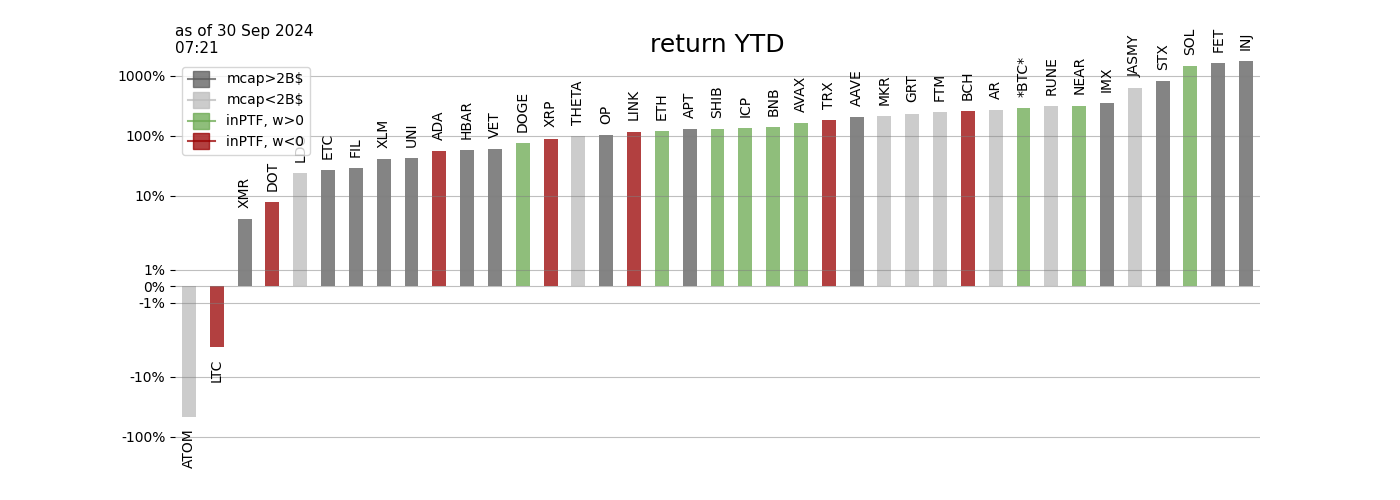 as of 30 Sep 2024
07:21
return YTD
mcap>2B$
mcap<2B$
inPTF, w>0
inPTF, w<0
1000%
100%
10%
1%
0%
-1%
-10%
-100%
ATOM
LTC
XMR
DOT
ETC
FIL
XLM
UNI
ADA
HBAR
VET
DOGE
XRP
THETA
OP
LINK
ETH
APT
SHIB
ICP
BNB
AVAX
TRX
AAVE
MKR
GRT
FTM
BCH
AR
*BTC*
RUNE
NEAR
IMX
JASMY
STX
SOL
FET
INJ